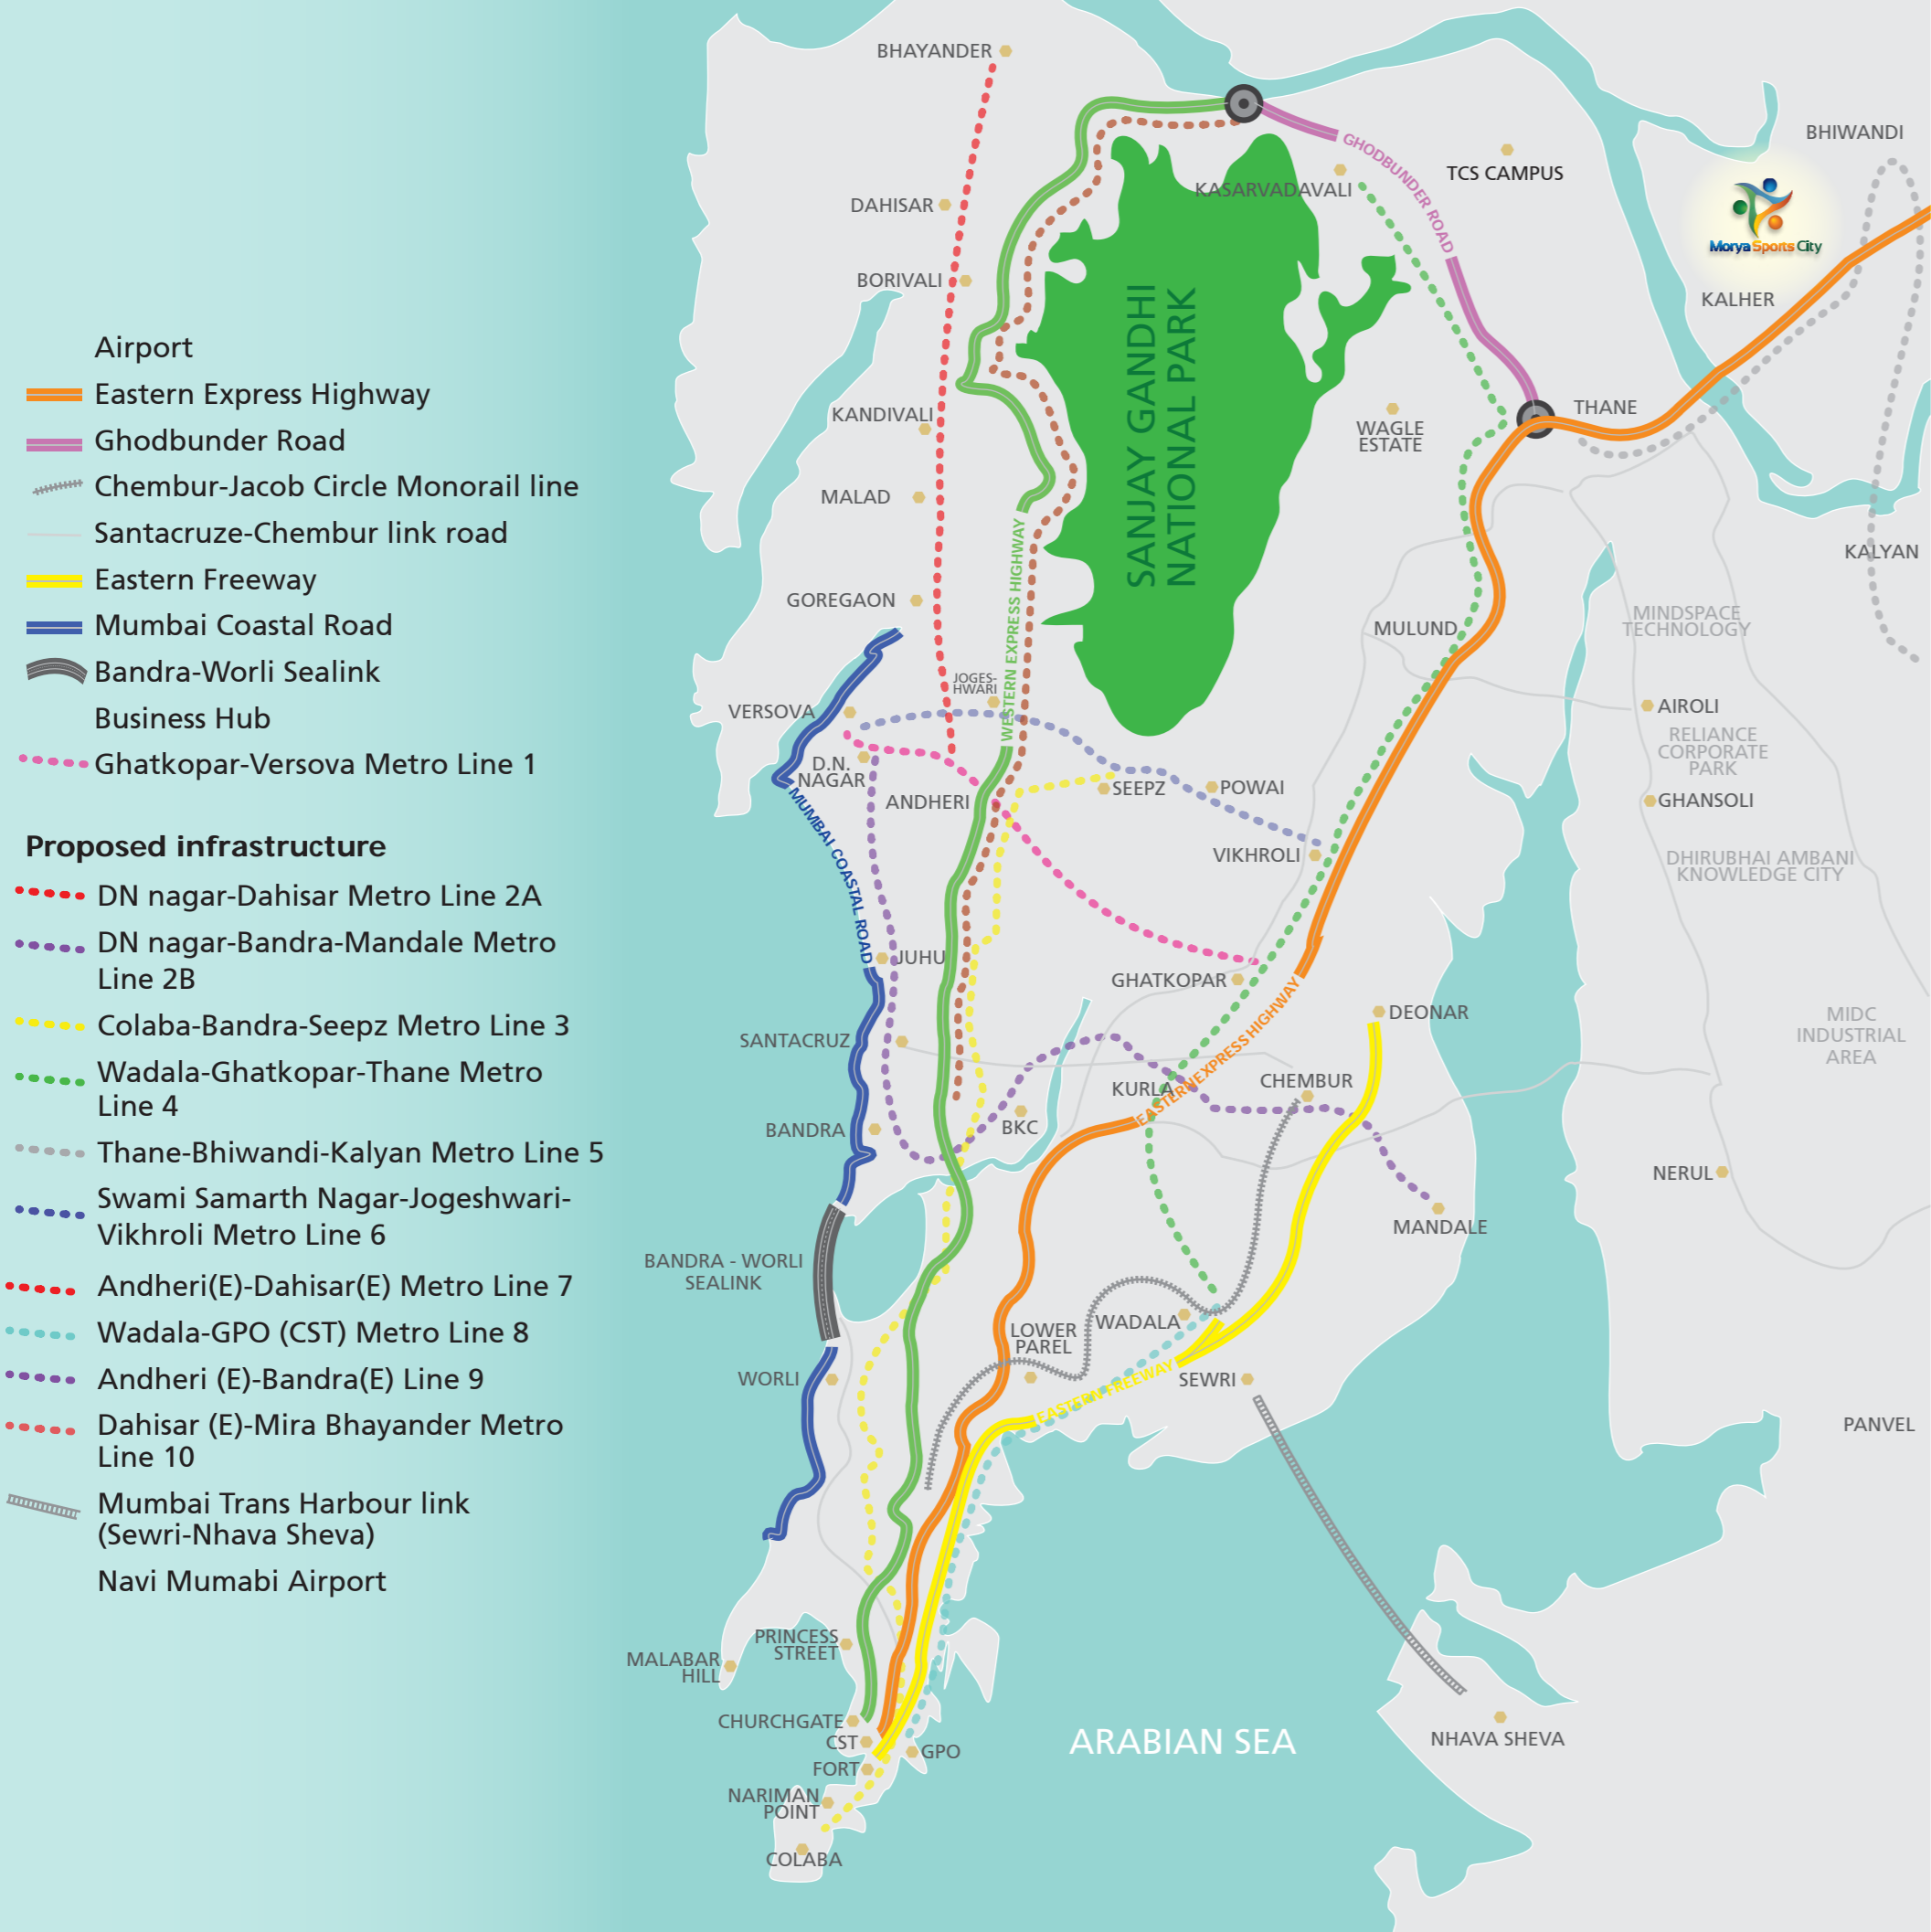 Airport
Eastern Express Highway
Ghodbunder Road
Chembur-Jacob Circle Monorail line
Santacruze-Chembur link road
Eastern Freeway
Mumbai Coastal Road
Bandra-Worli Sealink
Business Hub
Ghatkopar-Versova Metro Line 1
Proposed infrastructure
DN nagar-Dahisar Metro Line 2A
DN nagar-Bandra-Mandale Metro
Line 2B
Colaba-Bandra-Seepz Metro Line 3
Wadala-Ghatkopar-Thane Metro
Line 4
Thane-Bhiwandi-Kalyan Metro Line 5
Swami Samarth Nagar-Jogeshwari-
Vikhroli Metro Line 6
Andheri(E)-Dahisar(E) Metro Line 7
Wadala-GPO (CST) Metro Line 8
Andheri (E)-Bandra(E) Line 9
Dahisar (E)-Mira Bhayander Metro
Line 10
Mumbai Trans Harbour link
(Sewri-Nhava Sheva)
Navi Mumabi Airport
BHAYANDER
BHIWANDI
GHODBUNDER ROAD
TCS CAMPUS
KASARVADAVALI
DAHISAR
Morya Sports City
BORIVALI
KALHER
SANJAY GANDHI
NATIONAL PARK
KANDIVALI
THANE
WAGLE
ESTATE
MALAD
WESTERN EXPRESS HIGHWAY
KALYAN
GOREGAON
MULUND
MINDSPACE
TECHNOLOGY
JOGES-
HWARI
VERSOVA
AIROLI
RELIANCE
CORPORATE
PARK
D.N.
NAGAR
ANDHERI
SEEPZ
POWAI
GHANSOLI
MUMBAI COASTAL ROAD
VIKHROLI
DHIRUBHAI AMBANI
KNOWLEDGE CITY
JUHU
GHATKOPAR
DEONAR
MIDC
INDUSTRIAL
AREA
SANTACRUZ
EASTERN EXPRESS HIGHWAY
KURLA
CHEMBUR
BKC
BANDRA
NERUL
MANDALE
BANDRA - WORLI
SEALINK
WADALA
LOWER
PAREL
WORLI
EASTERN FREEWAY
SEWRI
PANVEL
PRINCESS
STREET
MALABAR
HILL
CHURCHGATE
CST
GPO
FORT
ARABIAN SEA
NHAVA SHEVA
NARIMAN
POINT
COLABA